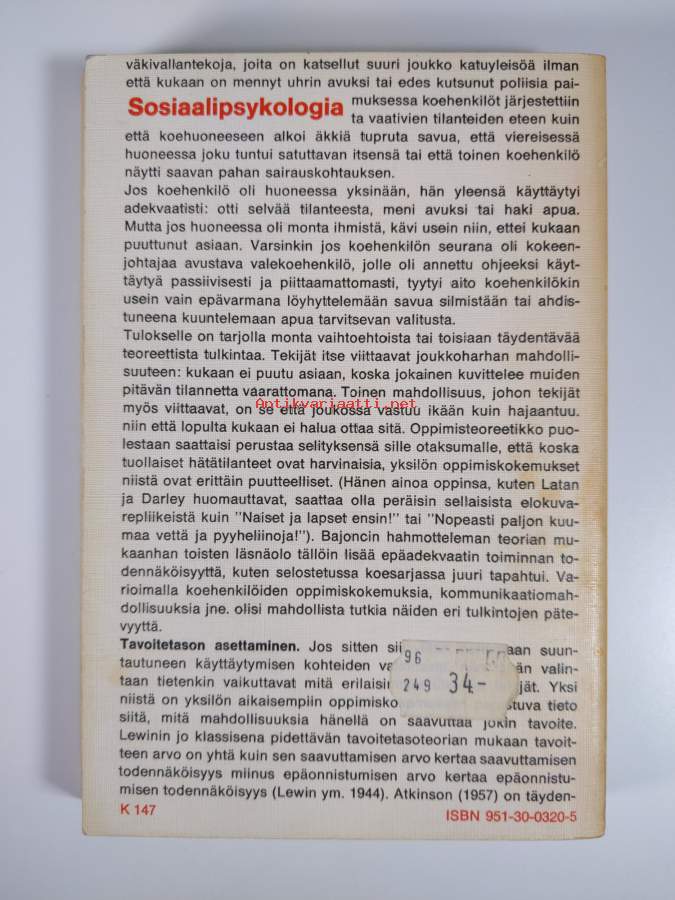 väkivallantekoja, joita on katsellut suuri joukko katuyleisöä ilman
että kukaan on mennyt uhrin avuksi tai edes kutsunut poliisia pai-
Sosiaalipsykologia
muksessa koehenkilöt järjestettiin
ta vaativien tilanteiden eteen kuin
että koehuoneeseen alkoi äkkiä tupruta savua, että viereisessä
huoneessa joku tuntui satuttavan itsensä tai että toinen koehenkilö
näytti saavan pahan sairauskohtauksen.
Jos koehenkilö oli huoneessa yksinään, hän yleensä käyttäytyi
adekvaatisti: otti selvää tilanteesta, meni avuksi tai haki apua.
Mutta jos huoneessa oli monta ihmistä, kävi usein niin, ettei kukaan
puuttunut asiaan. Varsinkin jos koehenkilön seurana oli kokeen-
johtajaa avustava valekoehenkilö, jolle oli annettu ohjeeksi käyt-
täytyä passiivisesti ja piittaamattomasti, tyytyi aito koehenkilökin
usein vain epävarmana löyhyttelemään savua silmistään tai ahdis-
tuneena kuuntelemaan apua tarvitsevan valitusta.
Tulokselle on tarjolla monta vaihtoehtoista tai toisiaan täydentävää
teoreettista tulkintaa. Tekijät itse viittaavat joukkoharhan mahdolli-
suuteen: kukaan ei puutu asiaan, koska jokainen kuvittelee muiden
pitävän tilannetta vaarattomana. Toinen mahdollisuus, johon tekijät
Antikvariaatti.net
myös viittaavat, on se että joukossa vastuu ikään kuin hajaantuu.
niin että lopulta kukaan ei halua ottaa sitä. Oppimisteoreetikko puo-
lestaan saattaisi perustaa selityksensä sille otaksumalle, että koska
tuollaiset hätätilanteet ovat harvinaisia, yksilön oppimiskokemukset
niistä ovat erittäin puutteelliset. (Hänen ainoa oppinsa, kuten Latan
ja Darley huomauttavat, saattaa olla peräisin sellaisista elokuva-
repliikeistä kuin "Naiset ja lapset ensin!" tai "Nopeasti paljon kuu-
maa vettä ja pyyheliinoja!"). Bajoncin hahmotteleman teorian mu-
kaanhan toisten läsnäolo tällöin lisää epäadekvaatin toiminnan to-
dennäköisyyttä, kuten selostetussa koesarjassa juuri tapahtui. Va-
rioimalla koehenkilöiden oppimiskokemuksia, kommunikaatiomah-
dollisuuksia jne. olisi mahdollista tutkia näiden eri tulkintojen päte-
vyyttä.
Tavoitetason asettaminen. Jos sitten aan suun-
tautuneen käyttäytymisen kohteiden än valin-
taan tietenkin vaikuttavat mitä jät. Yksi
niistä on yksilön aikaisempiin tieto
siitä, mitä mahdollisuuksia hänellä on saavuttaa jokin tavoite.
96
249 34-
Lewinin jo klassisena pidettävän tavoitetasoteorian mukaan tavoit-
teen arvo on yhtä kuin sen saavuttamisen arvo kertaa saavuttamisen
todennäköisyys miinus epäonnistumisen arvo kertaa epäonnistu-
misen todennäköisyys (Lewin ym. 1944). Atkinson (1957) on täyden-
K 147
ISBN 951-30-0320-5